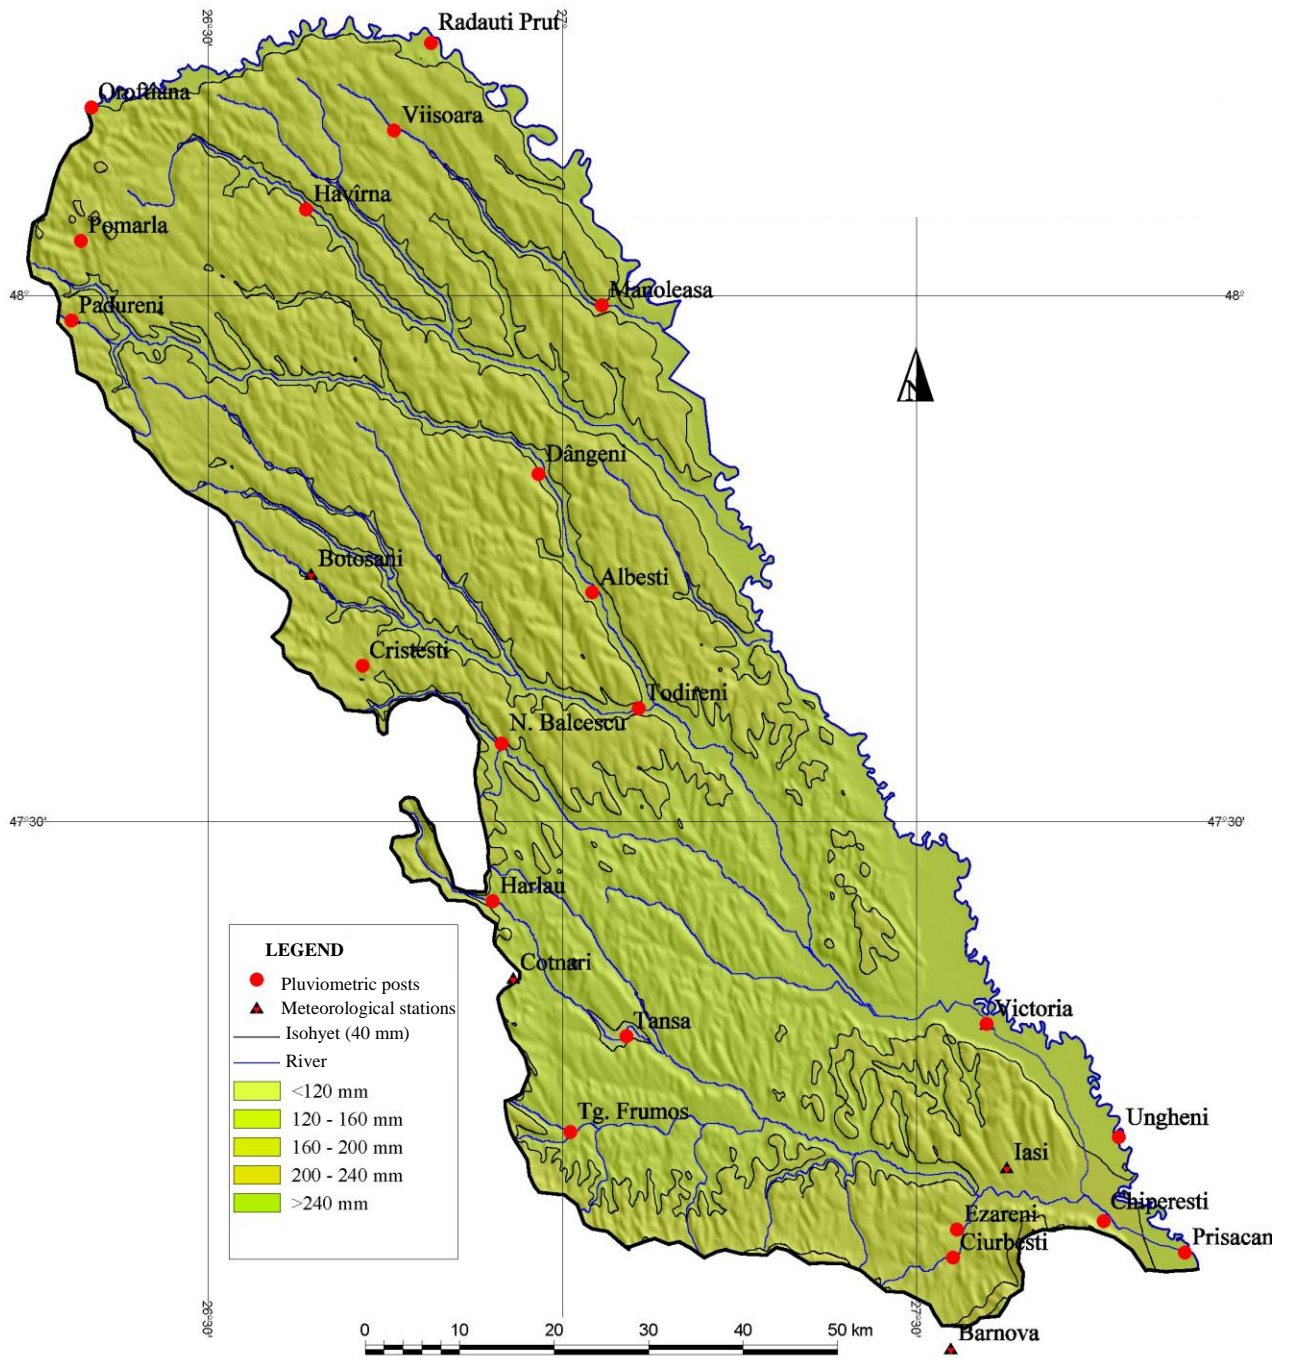 26°30'
27°
Radauti Prut
Oroftiana
Viisoara
Havîrna
Pomarla
48°
Manoleasa
48°
Padureni
N
Dângeni
Botosani
Albesti
Cristesti
Todireni
N. Balcescu
47°30'
47°30'
Harlau
LEGEND
Pluviometric posts
Meteorological stations
Isohyet (40 mm)
River
<120 mm
120 - 160 mm
160 - 200 mm
200 - 240 mm
>240 mm
Cotnari
Victoria
Tansa
Tg. Frumos
Ungheni
Iasi
Chiperesti
Ezareni
Ciurbesti
Prisacan
26°30'
27°30'
Barnova
0 10 20 30 40 50 km